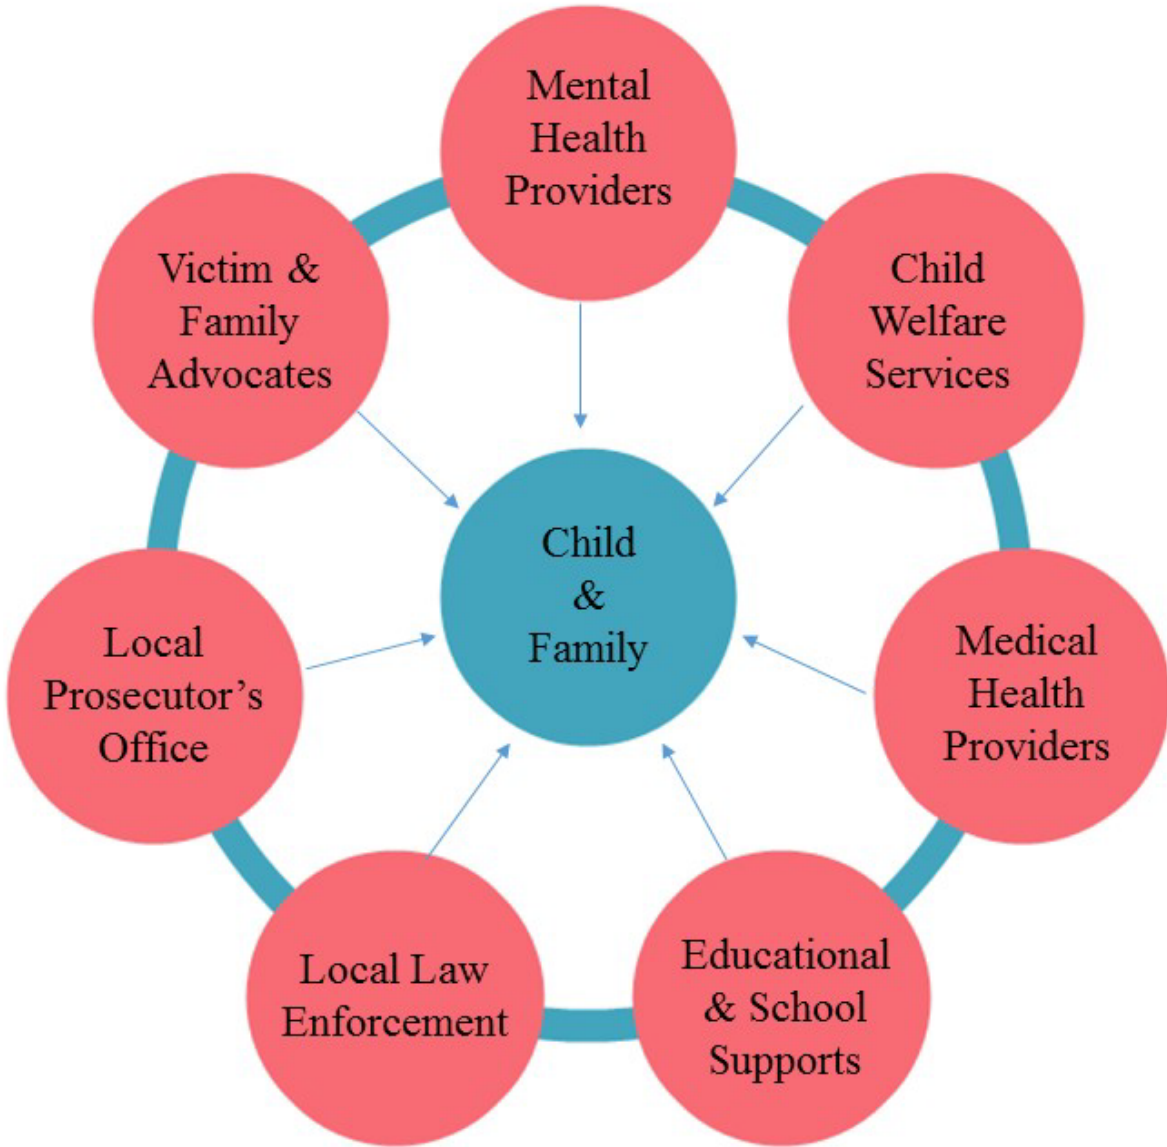 Mental
Health
Providers
Victim &
Family
Advocates
Child
Welfare
Services
Child
&
Family
Local
Prosecutor's
Office
Medical
Health
Providers
Local Law
Enforcement
Educational
& School
Supports